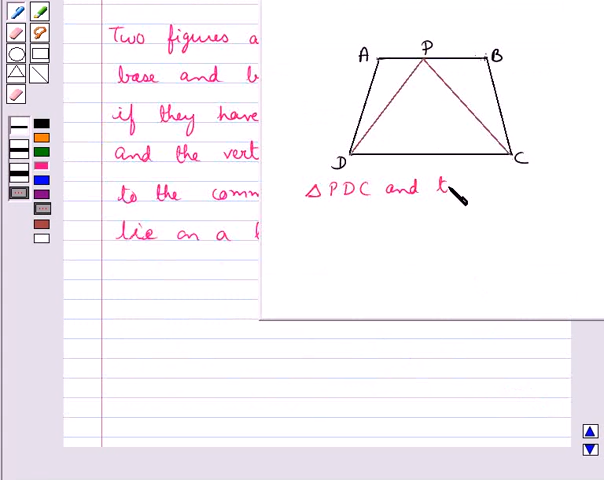 Two figures a
base and b
if they have
and the vert
to the comm
lie on a
A P B
D C
△ PDC and t